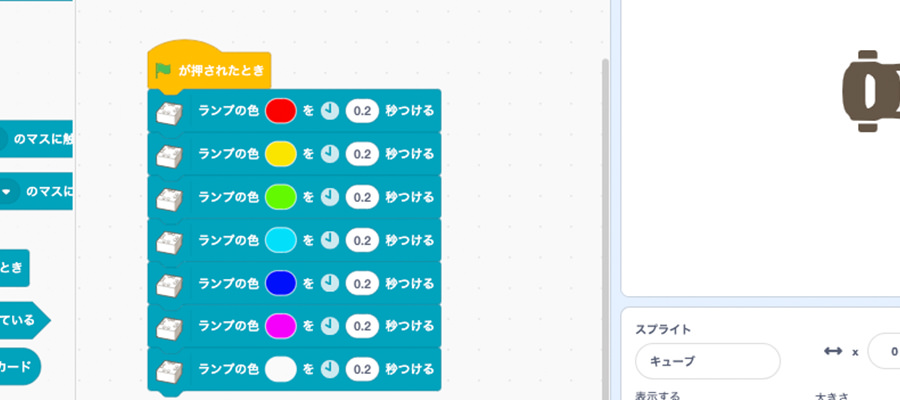 が押されたとき
ランプの色 を 0.2 秒つける
ランプの色 を 0.2 秒つける
ランプの色 を 0.2 秒つける
ランプの色 を 0.2 秒つける
ランプの色 を 0.2 秒つける
ランプの色 を 0.2 秒つける
ランプの色 を 0.2 秒つける
のマスに触
のマスに
とき
ている
カード
スプライト
キューブ
x 0
表示する
大きさ